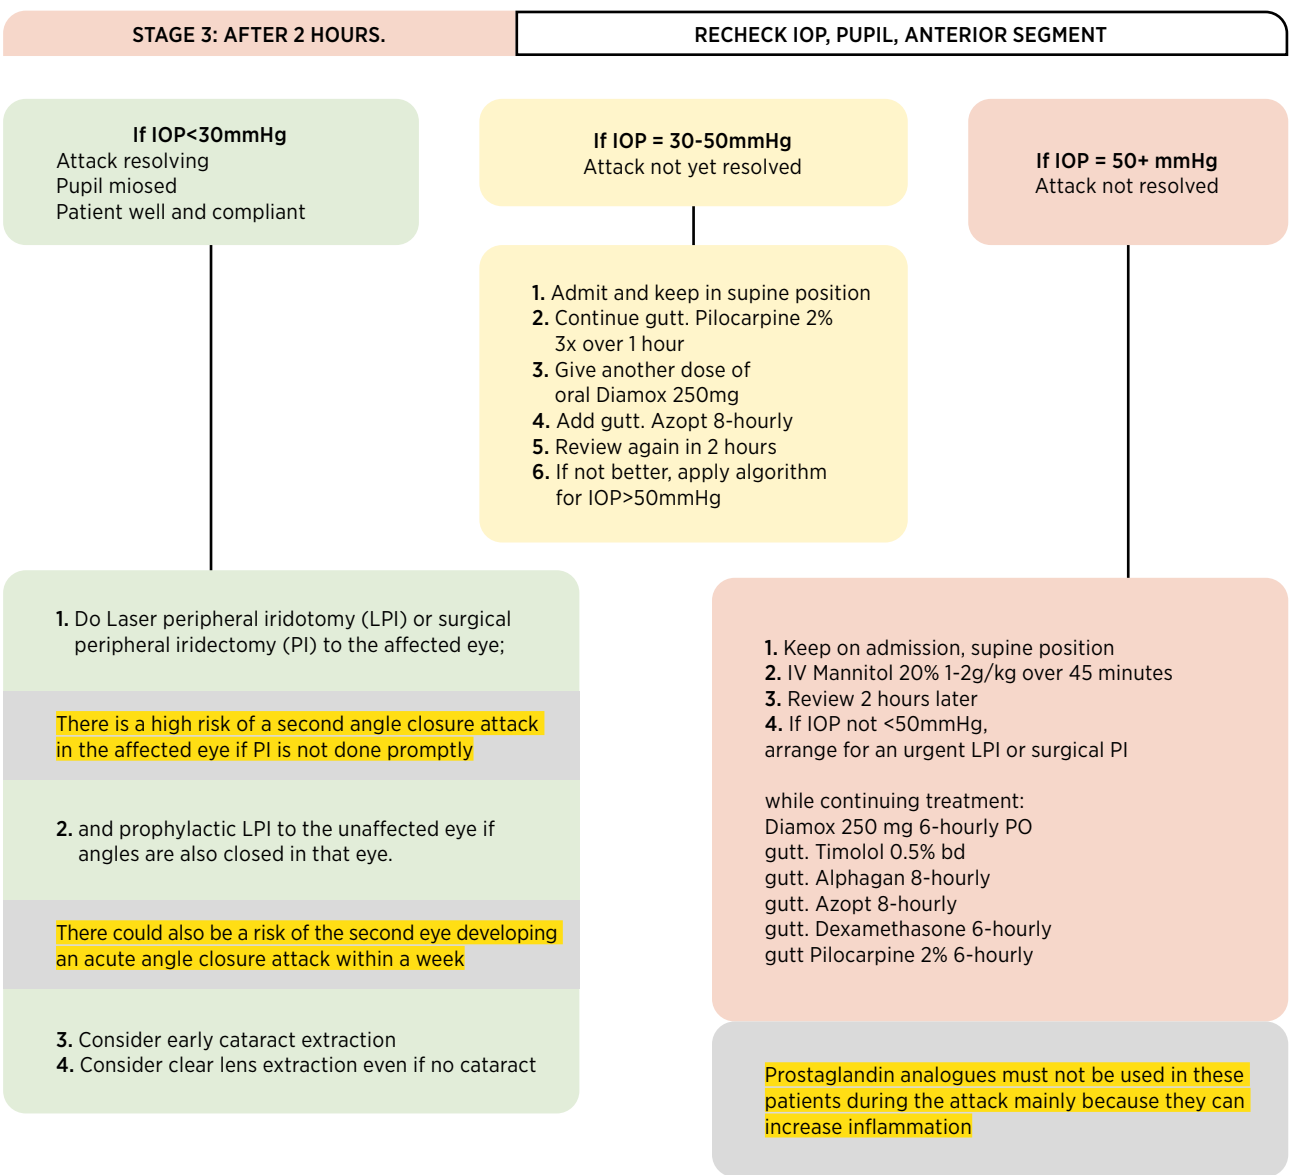 STAGE 3: AFTER 2 HOURS.
RECHECK IOP, PUPIL, ANTERIOR SEGMENT
If IOP<30mmHg
Attack resolving
Pupil miosed
Patient well and compliant
If IOP = 30-50mmHg
Attack not yet resolved
If IOP = 50+ mmHg
Attack not resolved
1. Admit and keep in supine position
2. Continue gutt. Pilocarpine 2%
3x over 1 hour
3. Give another dose of
oral Diamox 250mg
4. Add gutt. Azopt 8-hourly
5. Review again in 2 hours
6. If not better, apply algorithm
for IOP>50mmHg
1. Do Laser peripheral iridotomy (LPI) or surgical
peripheral iridectomy (PI) to the affected eye;
There is a high risk of a second angle closure attack
in the affected eye if PI is not done promptly
2. and prophylactic LPI to the unaffected eye if
angles are also closed in that eye.
There could also be a risk of the second eye developing
an acute angle closure attack within a week
3. Consider early cataract extraction
4. Consider clear lens extraction even if no cataract
1. Keep on admission, supine position
2. IV Mannitol 20% 1-2g/kg over 45 minutes
3. Review 2 hours later
4. If IOP not <50mmHg,
arrange for an urgent LPI or surgical PI
while continuing treatment:
Diamox 250 mg 6-hourly PO
gutt. Timolol 0.5% bd
gutt. Alphagan 8-hourly
gutt. Azopt 8-hourly
gutt. Dexamethasone 6-hourly
gutt Pilocarpine 2% 6-hourly
Prostaglandin analogues must not be used in these
patients during the attack mainly because they can
increase inflammation